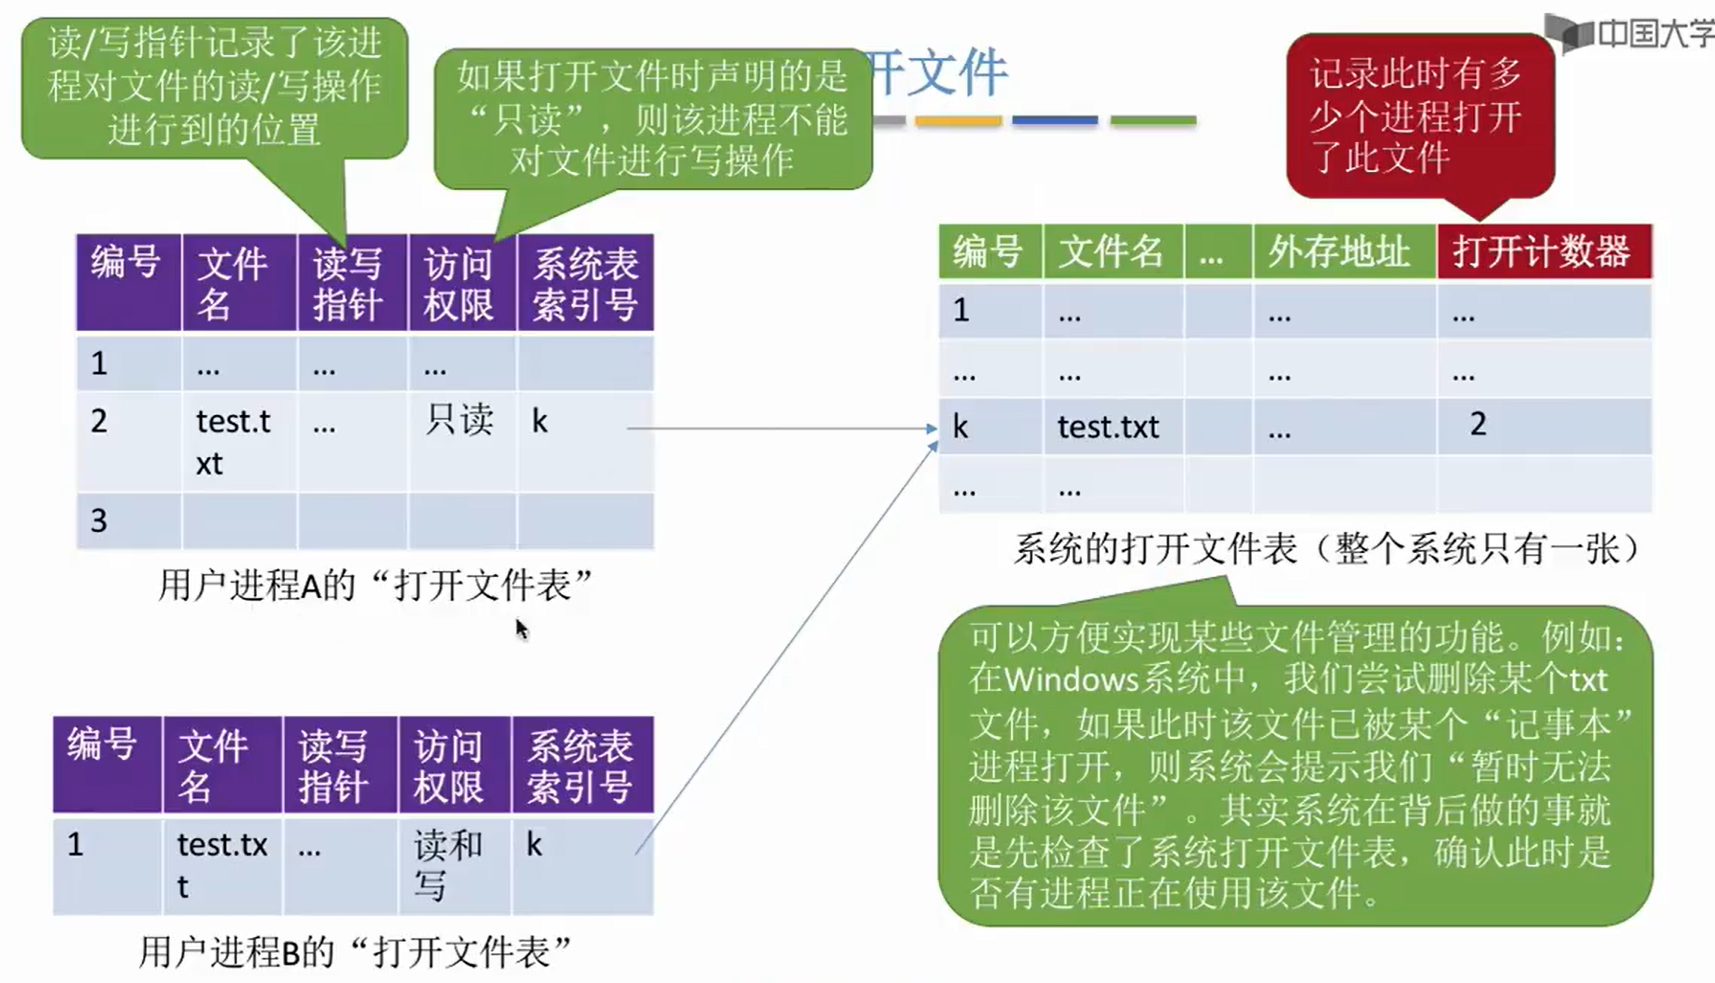 读/写指针记录了该进
程对文件的读/写操作
进行到的位置
如果打开文件时声明的是
“只读”，则该进程不能
对文件进行写操作
开文件
记录此时有多
少个进程打开
了此文件
中国大学
编号 文件名 读写指针 访问权限 系统表索引号
1 … … …
2 test.txt … 只读 k
3
用户进程A的“打开文件表”
编号 文件名 … 外存地址 打开计数器
1 … … …
… … … …
k test.txt … 2
… …
系统的打开文件表（整个系统只有一张）
可以方便实现某些文件管理的功能。例如：
在Windows系统中，我们尝试删除某个txt
文件，如果此时该文件已被某个“记事本”
进程打开，则系统会提示我们“暂时无法
删除该文件”。其实系统在背后做的事就
是先检查了系统打开文件表，确认此时是
否有进程正在使用该文件。
编号 文件名 读写指针 访问权限 系统表索引号
1 test.txt … 读和写 k
用户进程B的“打开文件表”